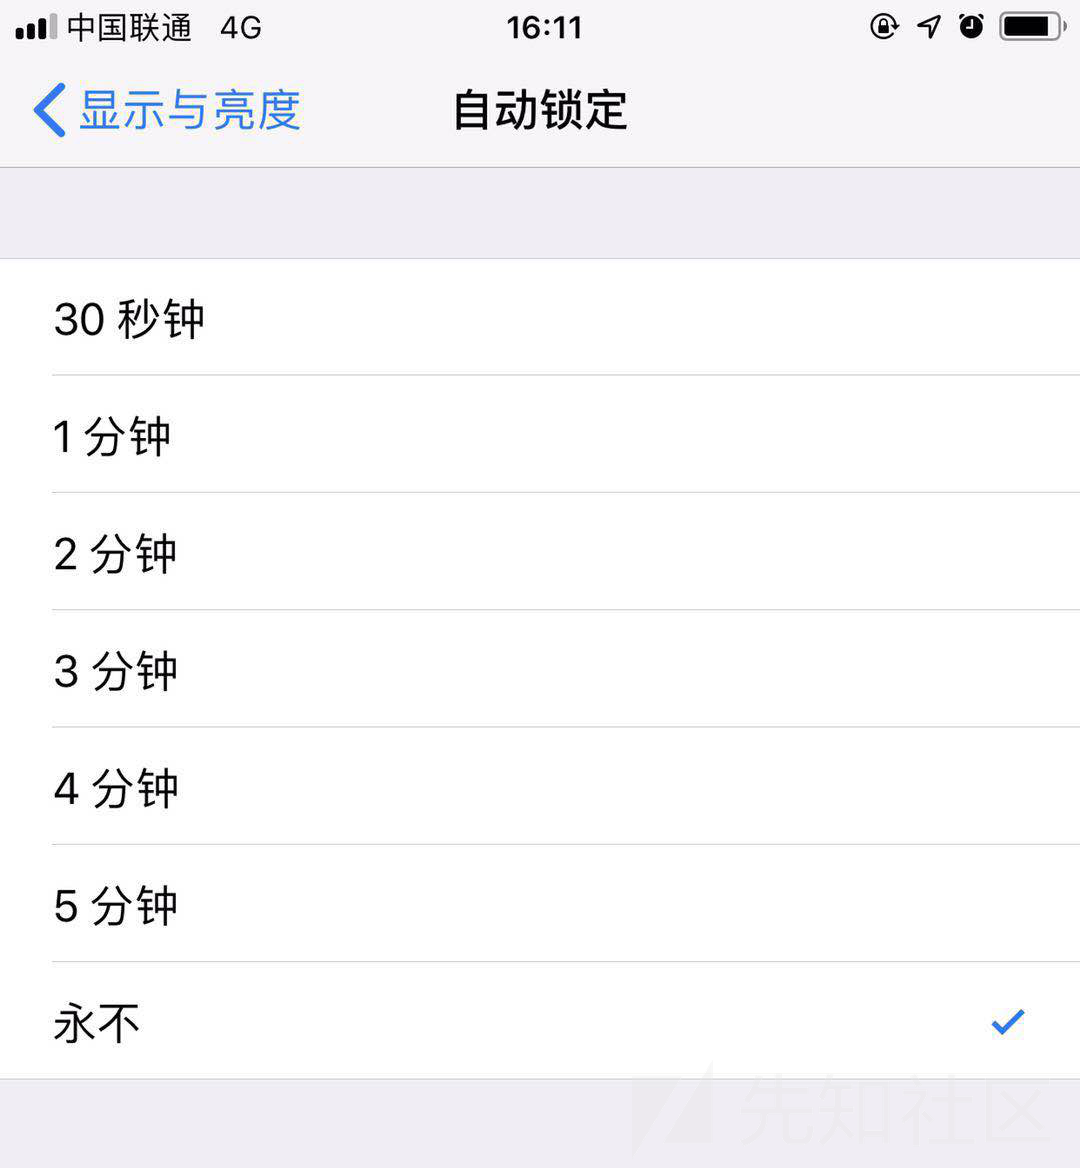 中国联通 4G 16:11
显示与亮度 自动锁定
30 秒钟
1 分钟
2 分钟
3 分钟
4 分钟
5 分钟
永不
先知社区